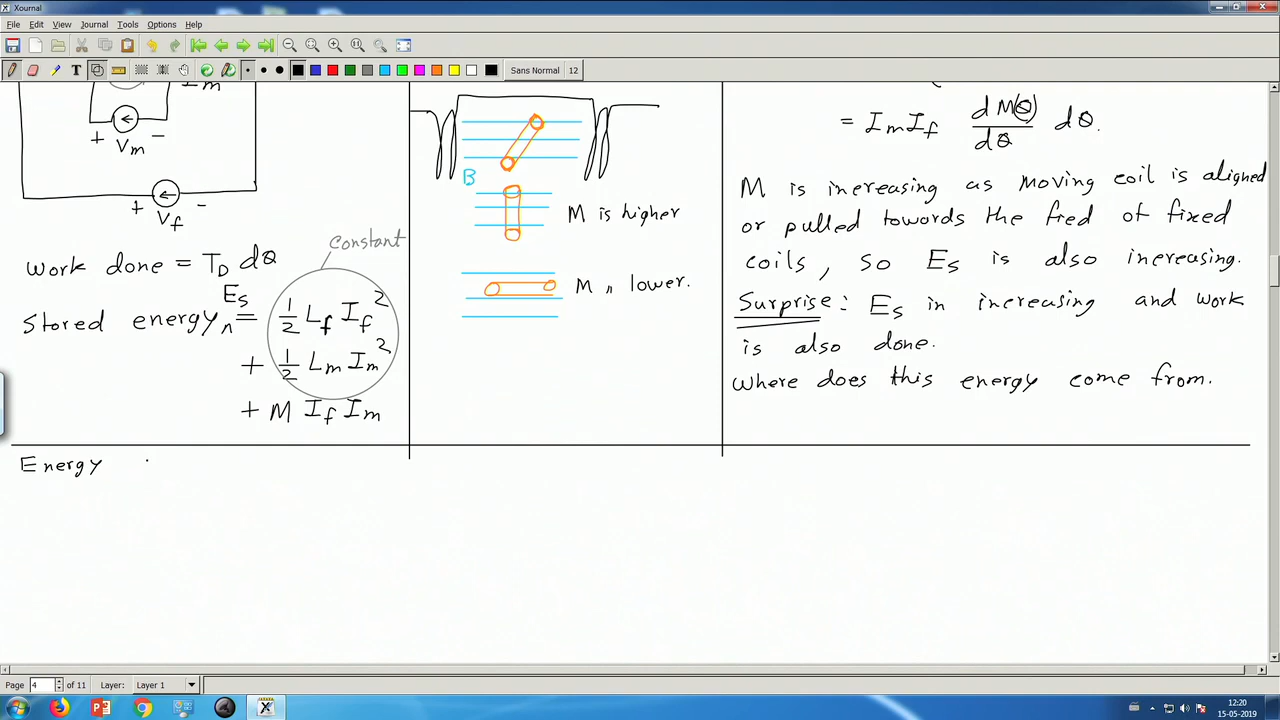 Xournal
File Edit View Journal Tools Options Help
Sans Normal 12
Im
+ Vm −
+ Vf −
work done = T_D dθ
constant
Es
Stored energy = 1/2 Lf If²
+ 1/2 Lm Im²
+ M If Im
Energy
B
M is higher
M " lower.
= Im If dM(θ)/dθ dθ.
M is increasing as moving coil is aligned
or pulled towards the fred of fixed
coils, so Es is also increasing.
Surprise: Es in increasing and work
is also done.
where does this energy come from.
Page 4 of 11 Layer: Layer 1
12:20
15-05-2019